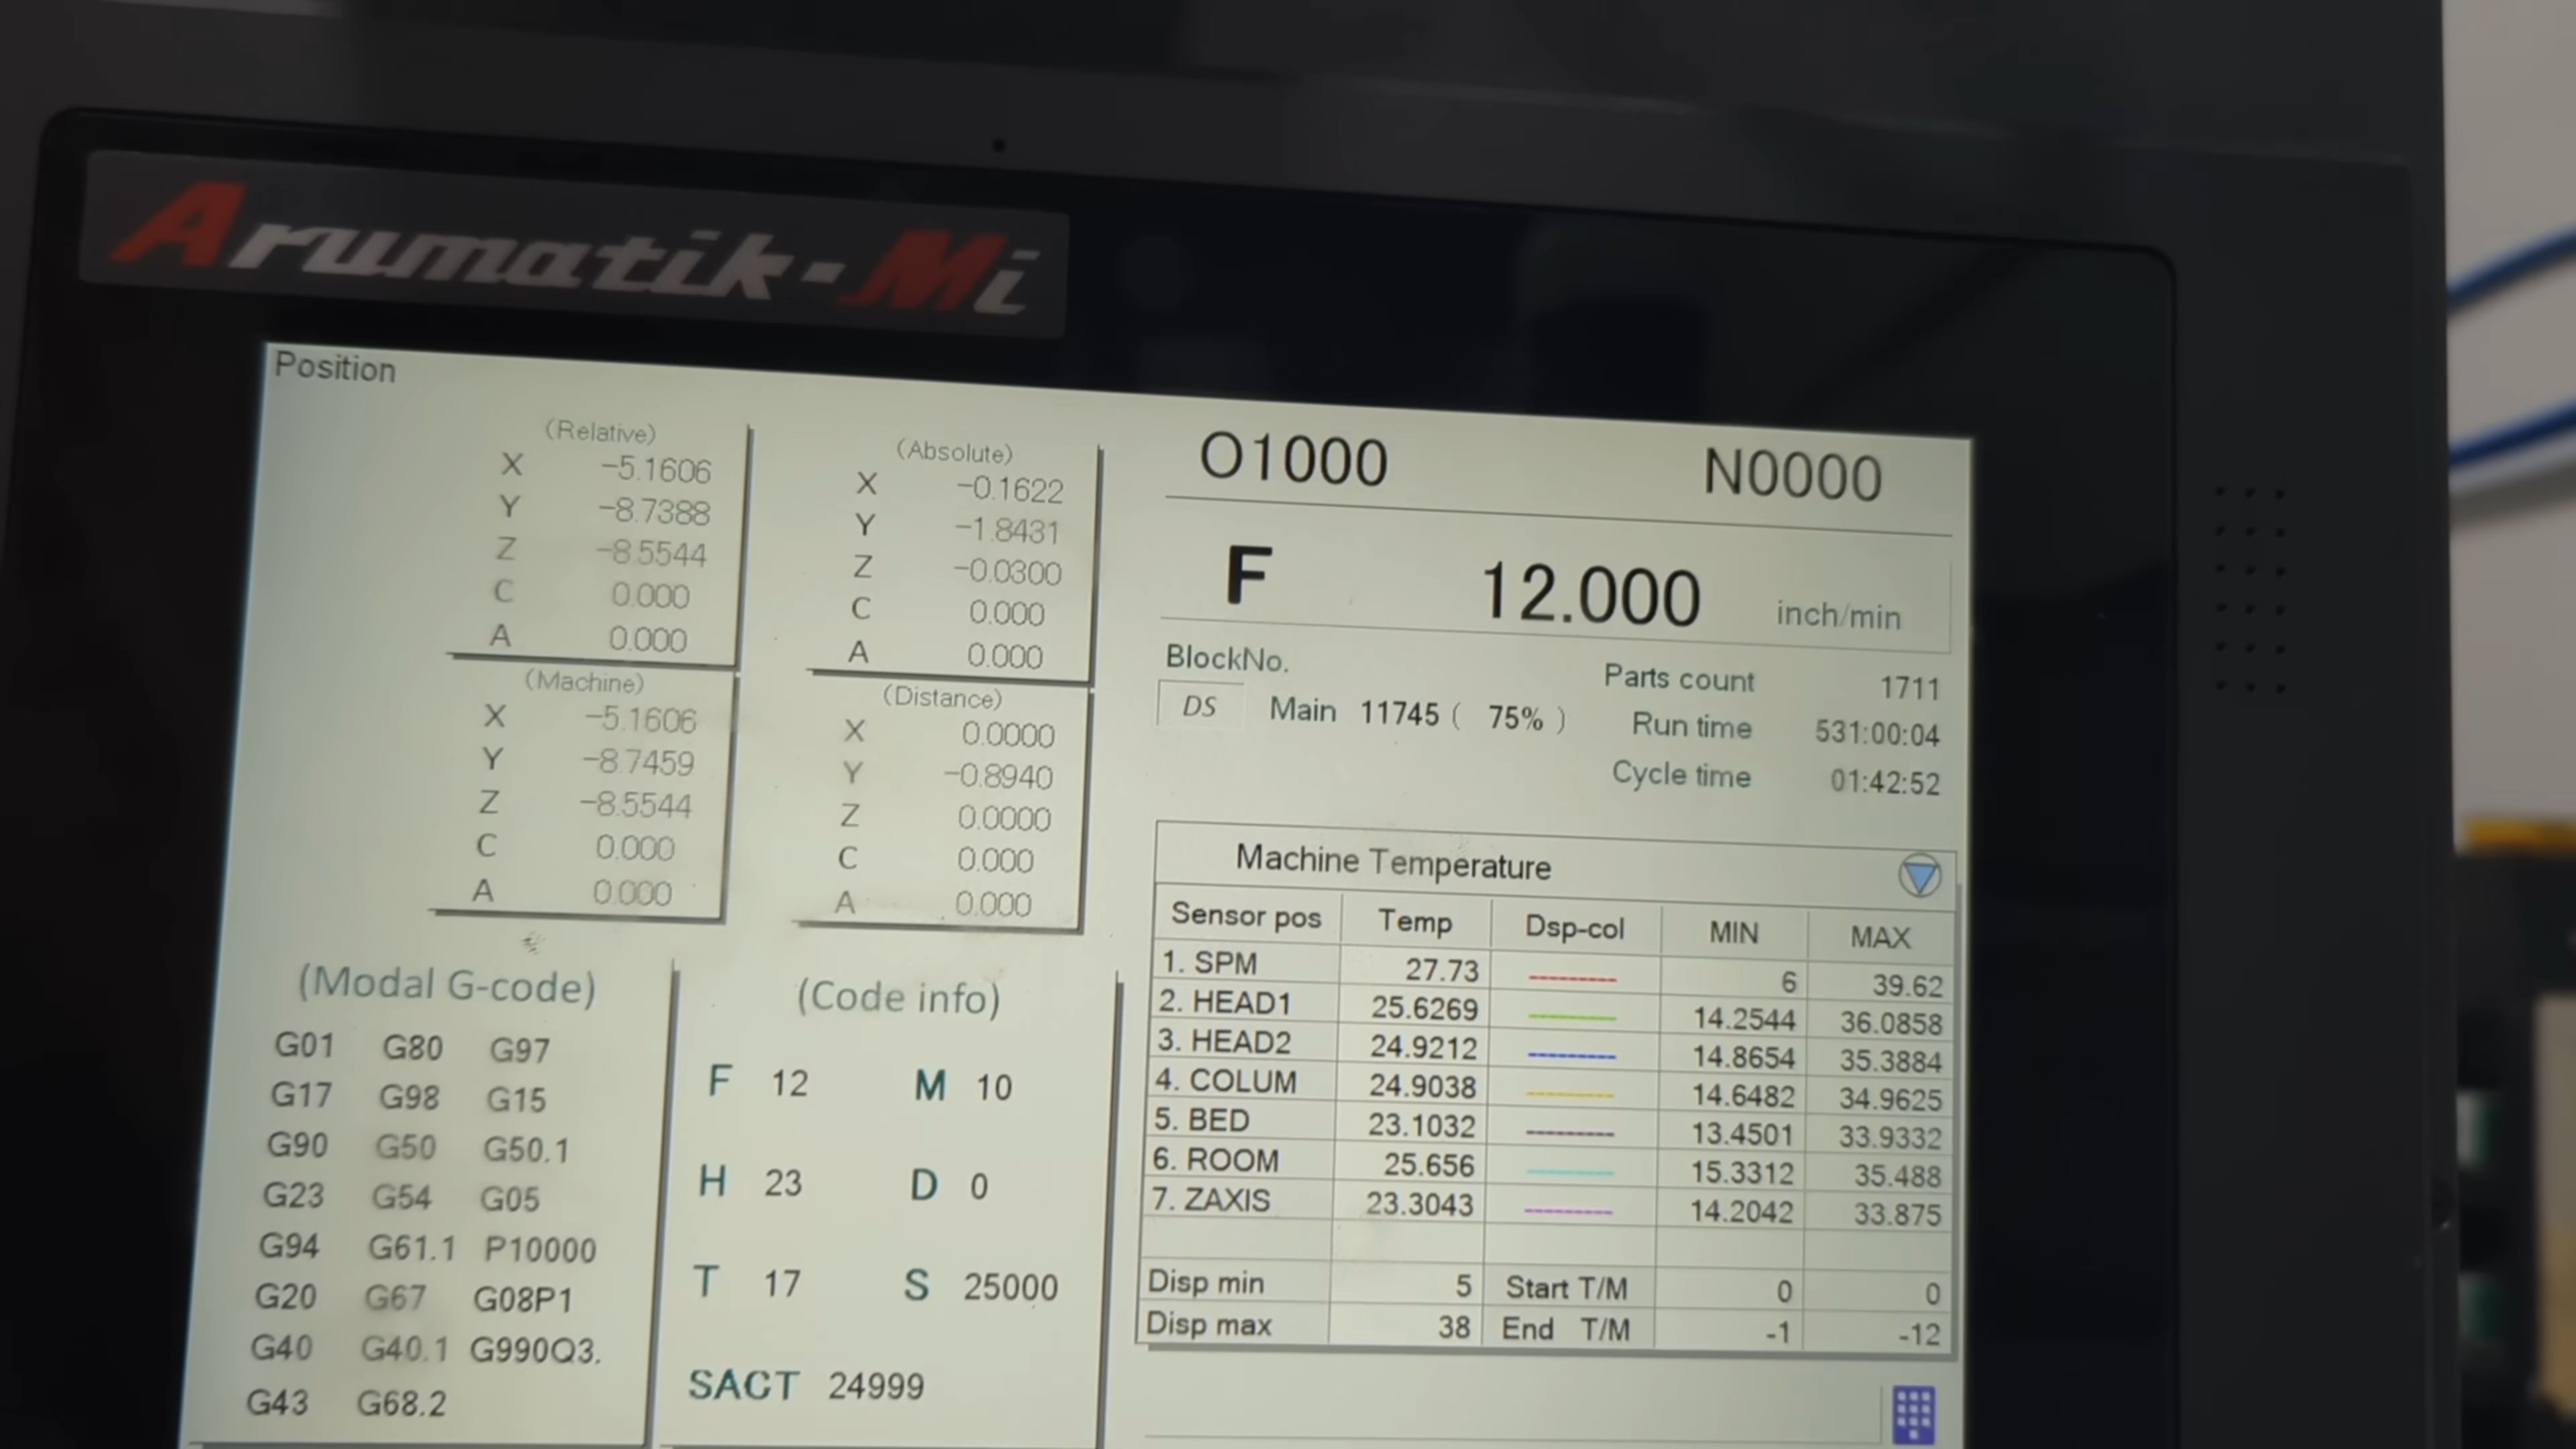 Arumatik-Mi
Position
(Relative)
X -5.1606
Y -8.7388
Z -8.5544
C 0.000
A 0.000
(Absolute)
X -0.1622
Y -1.8431
Z -0.0300
C 0.000
A 0.000
(Machine)
X -5.1606
Y -8.7459
Z -8.5544
C 0.000
A 0.000
(Distance)
X 0.0000
Y -0.8940
Z 0.0000
C 0.000
A 0.000
O1000 N0000
F 12.000 inch/min
BlockNo.
DS Main 11745 ( 75% )
Parts count 1711
Run time 531:00:04
Cycle time 01:42:52
Machine Temperature
Sensor pos Temp Dsp-col MIN MAX
1. SPM 27.73 6 39.62
2. HEAD1 25.6269 14.2544 36.0858
3. HEAD2 24.9212 14.8654 35.3884
4. COLUM 24.9038 14.6482 34.9625
5. BED 23.1032 13.4501 33.9332
6. ROOM 25.656 15.3312 35.488
7. ZAXIS 23.3043 14.2042 33.875
Disp min 5 Start T/M 0 0
Disp max 38 End T/M -1 -12
(Modal G-code)
G01 G80 G97
G17 G98 G15
G90 G50 G50.1
G23 G54 G05
G94 G61.1 P10000
G20 G67 G08P1
G40 G40.1 G990Q3.
G43 G68.2
(Code info)
F 12 M 10
H 23 D 0
T 17 S 25000
SACT 24999